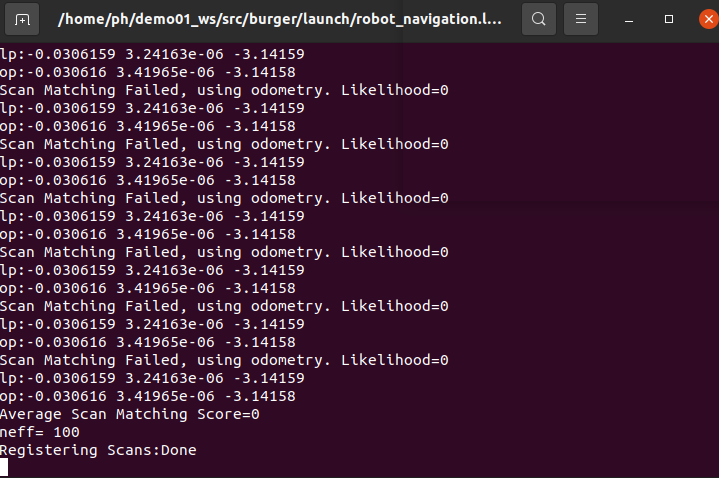 /home/ph/demo01_ws/src/burger/launch/robot_navigation.l...
lp:-0.0306159 3.24163e-06 -3.14159
op:-0.030616 3.41965e-06 -3.14158
Scan Matching Failed, using odometry. Likelihood=0
lp:-0.0306159 3.24163e-06 -3.14159
op:-0.030616 3.41965e-06 -3.14158
Scan Matching Failed, using odometry. Likelihood=0
lp:-0.0306159 3.24163e-06 -3.14159
op:-0.030616 3.41965e-06 -3.14158
Scan Matching Failed, using odometry. Likelihood=0
lp:-0.0306159 3.24163e-06 -3.14159
op:-0.030616 3.41965e-06 -3.14158
Scan Matching Failed, using odometry. Likelihood=0
lp:-0.0306159 3.24163e-06 -3.14159
op:-0.030616 3.41965e-06 -3.14158
Scan Matching Failed, using odometry. Likelihood=0
lp:-0.0306159 3.24163e-06 -3.14159
op:-0.030616 3.41965e-06 -3.14158
Scan Matching Failed, using odometry. Likelihood=0
lp:-0.0306159 3.24163e-06 -3.14159
op:-0.030616 3.41965e-06 -3.14158
Average Scan Matching Score=0
neff= 100
Registering Scans:Done